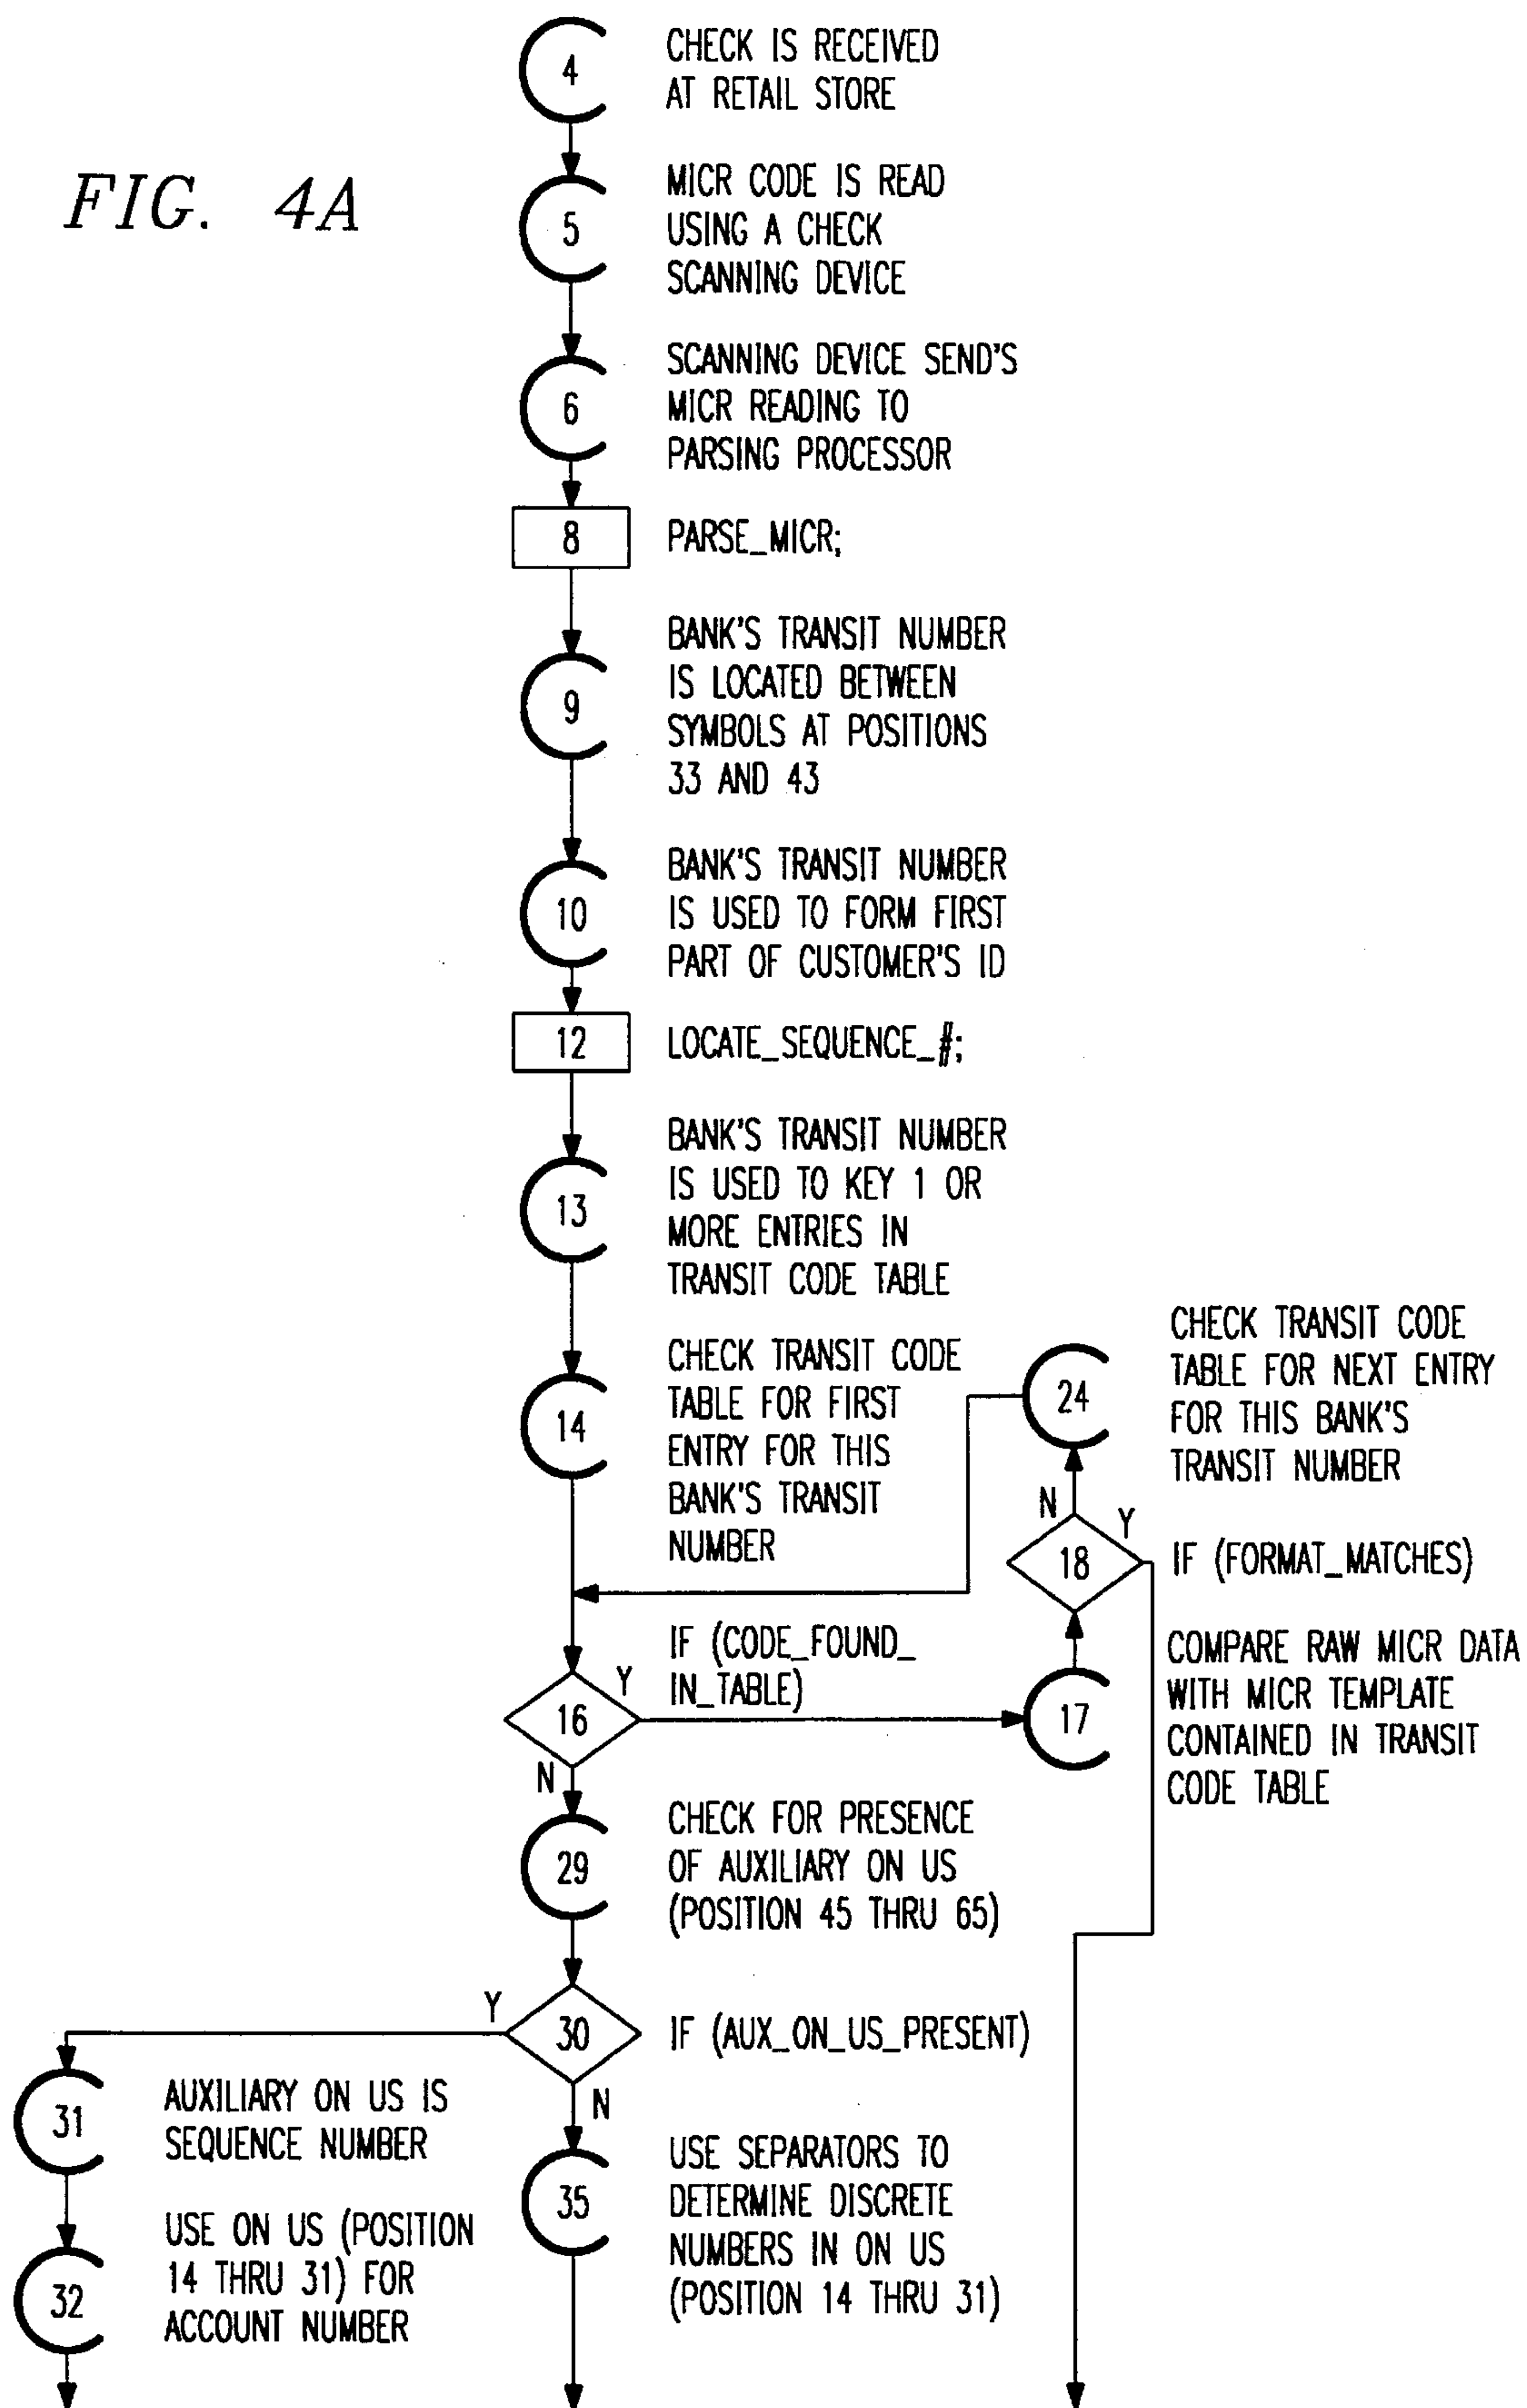 FIG. 4A
4
CHECK IS RECEIVED
AT RETAIL STORE
5
MICR CODE IS READ
USING A CHECK
SCANNING DEVICE
6
SCANNING DEVICE SEND'S
MICR READING TO
PARSING PROCESSOR
8
PARSE_MICR;
9
BANK'S TRANSIT NUMBER
IS LOCATED BETWEEN
SYMBOLS AT POSITIONS
33 AND 43
10
BANK'S TRANSIT NUMBER
IS USED TO FORM FIRST
PART OF CUSTOMER'S ID
12
LOCATE_SEQUENCE_#;
13
BANK'S TRANSIT NUMBER
IS USED TO KEY 1 OR
MORE ENTRIES IN
TRANSIT CODE TABLE
14
CHECK TRANSIT CODE
TABLE FOR FIRST
ENTRY FOR THIS
BANK'S TRANSIT
NUMBER
24
CHECK TRANSIT CODE
TABLE FOR NEXT ENTRY
FOR THIS BANK'S
TRANSIT NUMBER
N
Y
18
IF (FORMAT_MATCHES)
16
Y
IF (CODE_FOUND_
IN_TABLE)
17
COMPARE RAW MICR DATA
WITH MICR TEMPLATE
CONTAINED IN TRANSIT
CODE TABLE
N
29
CHECK FOR PRESENCE
OF AUXILIARY ON US
(POSITION 45 THRU 65)
Y
30
IF (AUX_ON_US_PRESENT)
N
31
AUXILIARY ON US IS
SEQUENCE NUMBER
32
USE ON US (POSITION
14 THRU 31) FOR
ACCOUNT NUMBER
35
USE SEPARATORS TO
DETERMINE DISCRETE
NUMBERS IN ON US
(POSITION 14 THRU 31)